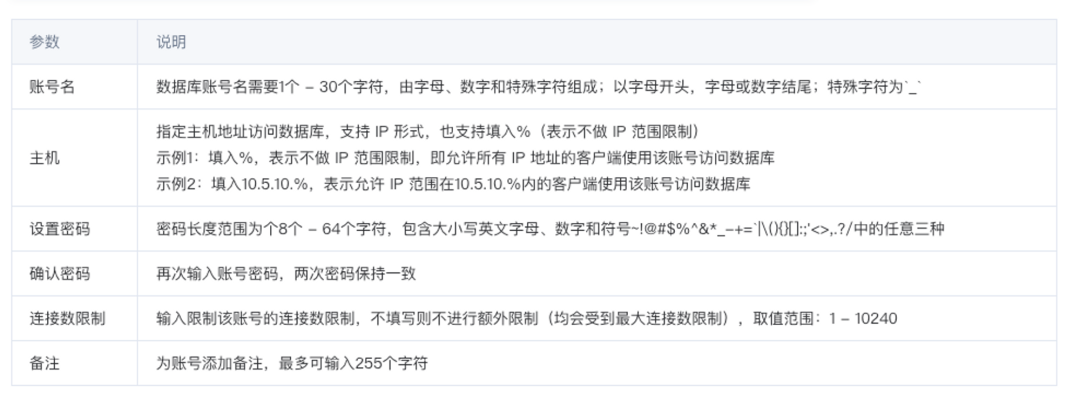 参数 说明
账号名 数据库账号名需要1个 – 30个字符，由字母、数字和特殊字符组成；以字母开头，字母或数字结尾；特殊字符为`_`
指定主机地址访问数据库，支持 IP 形式，也支持填入%（表示不做 IP 范围限制）
主机 示例1：填入%，表示不做 IP 范围限制，即允许所有 IP 地址的客户端使用该账号访问数据库
示例2：填入10.5.10.%，表示允许 IP 范围在10.5.10.%内的客户端使用该账号访问数据库
设置密码 密码长度范围为个8个 – 64个字符，包含大小写英文字母、数字和符号~!@#$%^&*_-+=`|\(){}[]:;'<>,.?/中的任意三种
确认密码 再次输入账号密码，两次密码保持一致
连接数限制 输入限制该账号的连接数限制，不填写则不进行额外限制（均会受到最大连接数限制），取值范围：1 – 10240
备注 为账号添加备注，最多可输入255个字符